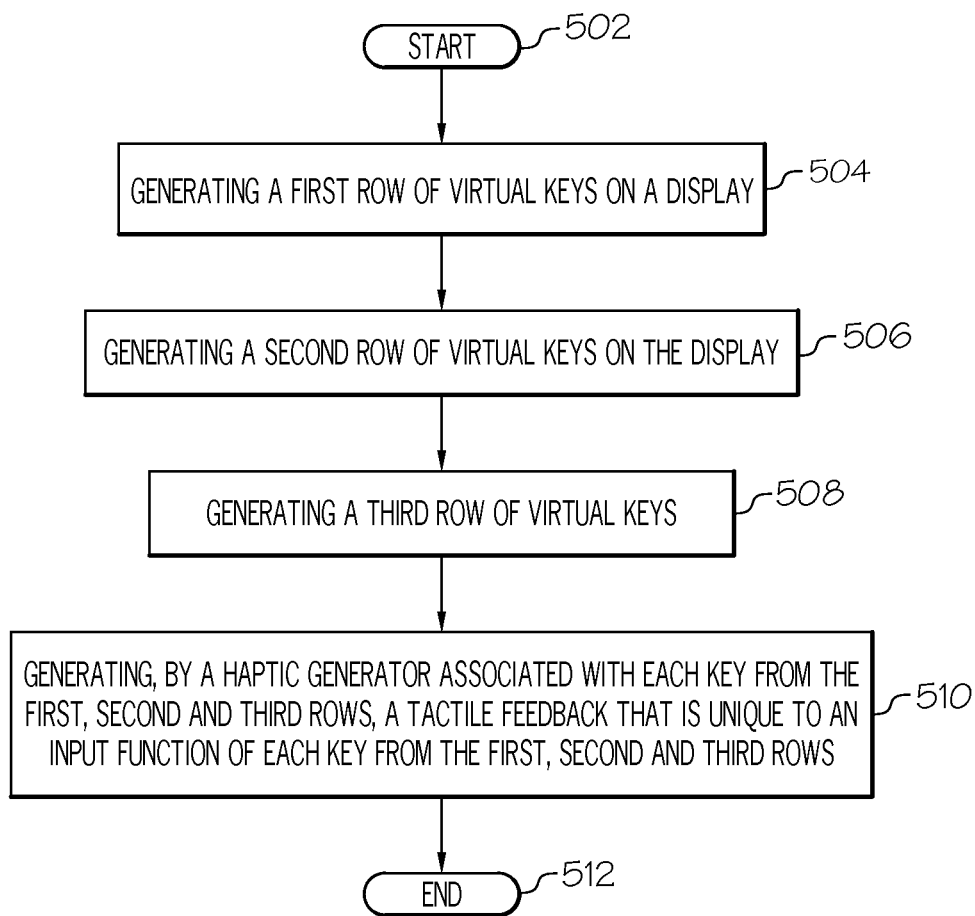 START
502
GENERATING A FIRST ROW OF VIRTUAL KEYS ON A DISPLAY
504
GENERATING A SECOND ROW OF VIRTUAL KEYS ON THE DISPLAY
506
GENERATING A THIRD ROW OF VIRTUAL KEYS
508
GENERATING, BY A HAPTIC GENERATOR ASSOCIATED WITH EACH KEY FROM THE
FIRST, SECOND AND THIRD ROWS, A TACTILE FEEDBACK THAT IS UNIQUE TO AN
INPUT FUNCTION OF EACH KEY FROM THE FIRST, SECOND AND THIRD ROWS
510
END
512